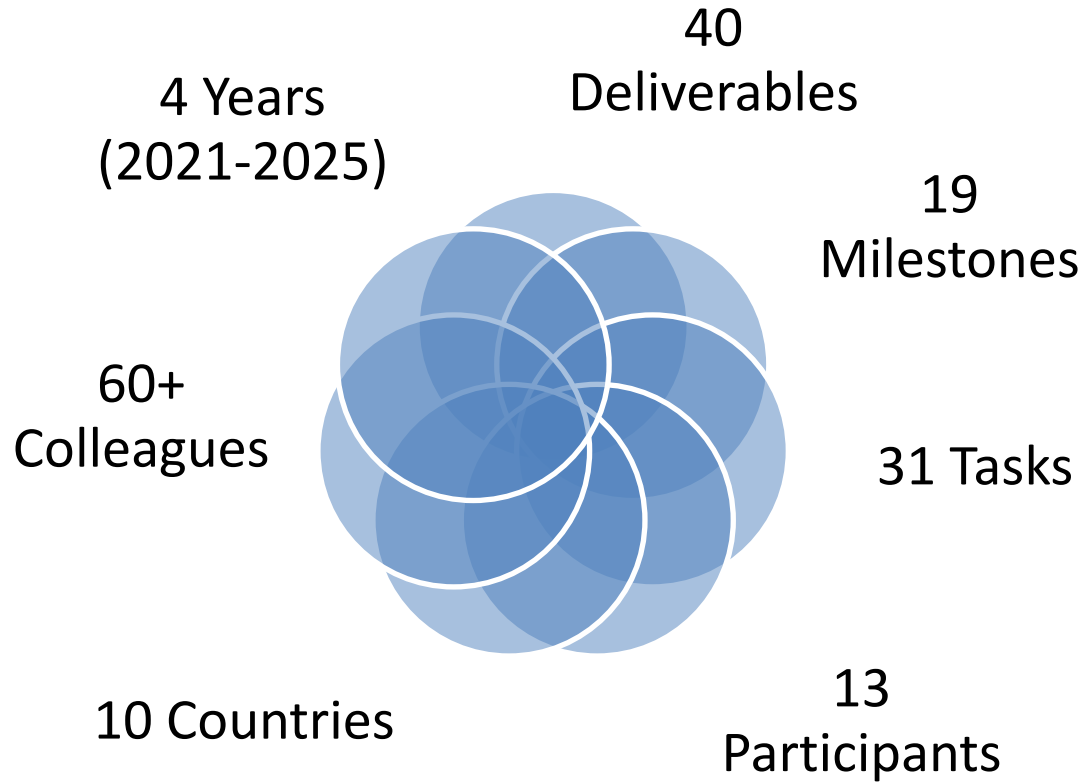 40
Deliverables
19
Milestones
31 Tasks
13
Participants
10 Countries
60+
Colleagues
4 Years
(2021-2025)